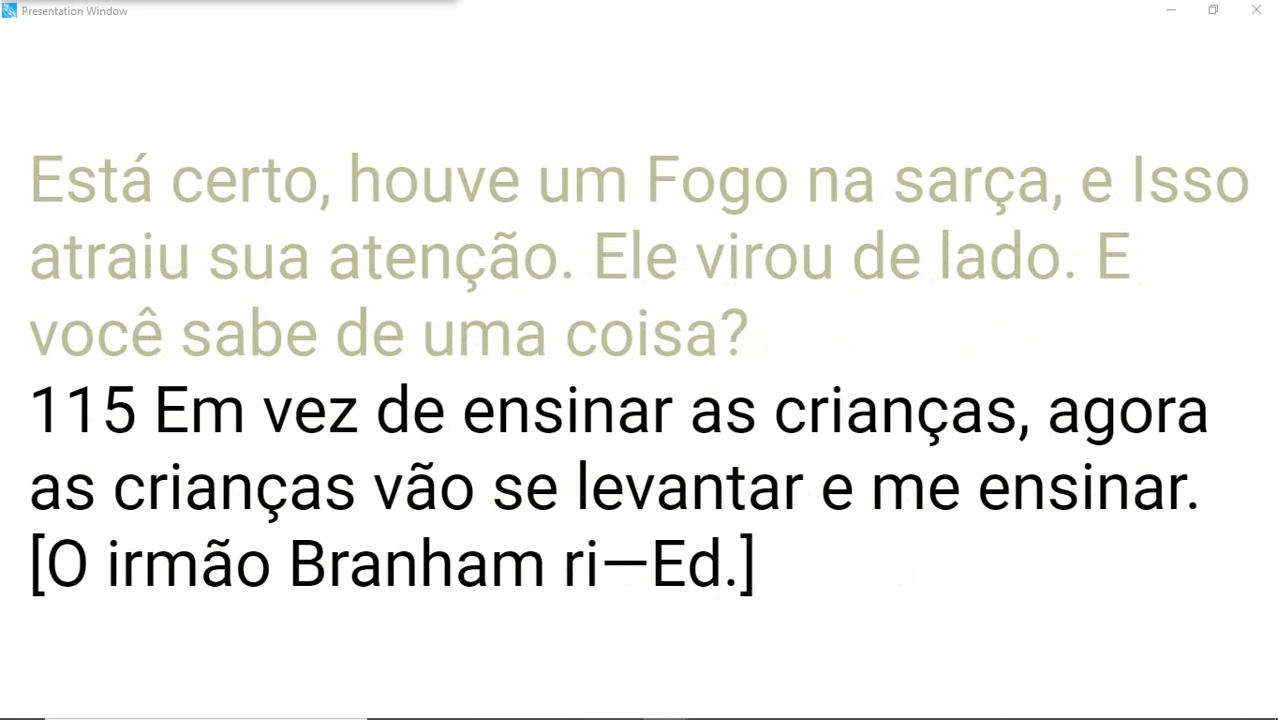 Presentation Window
Está certo, houve um Fogo na sarça, e Isso
atraiu sua atenção. Ele virou de lado. E
você sabe de uma coisa?
115 Em vez de ensinar as crianças, agora
as crianças vão se levantar e me ensinar.
[O irmão Branham ri—Ed.]